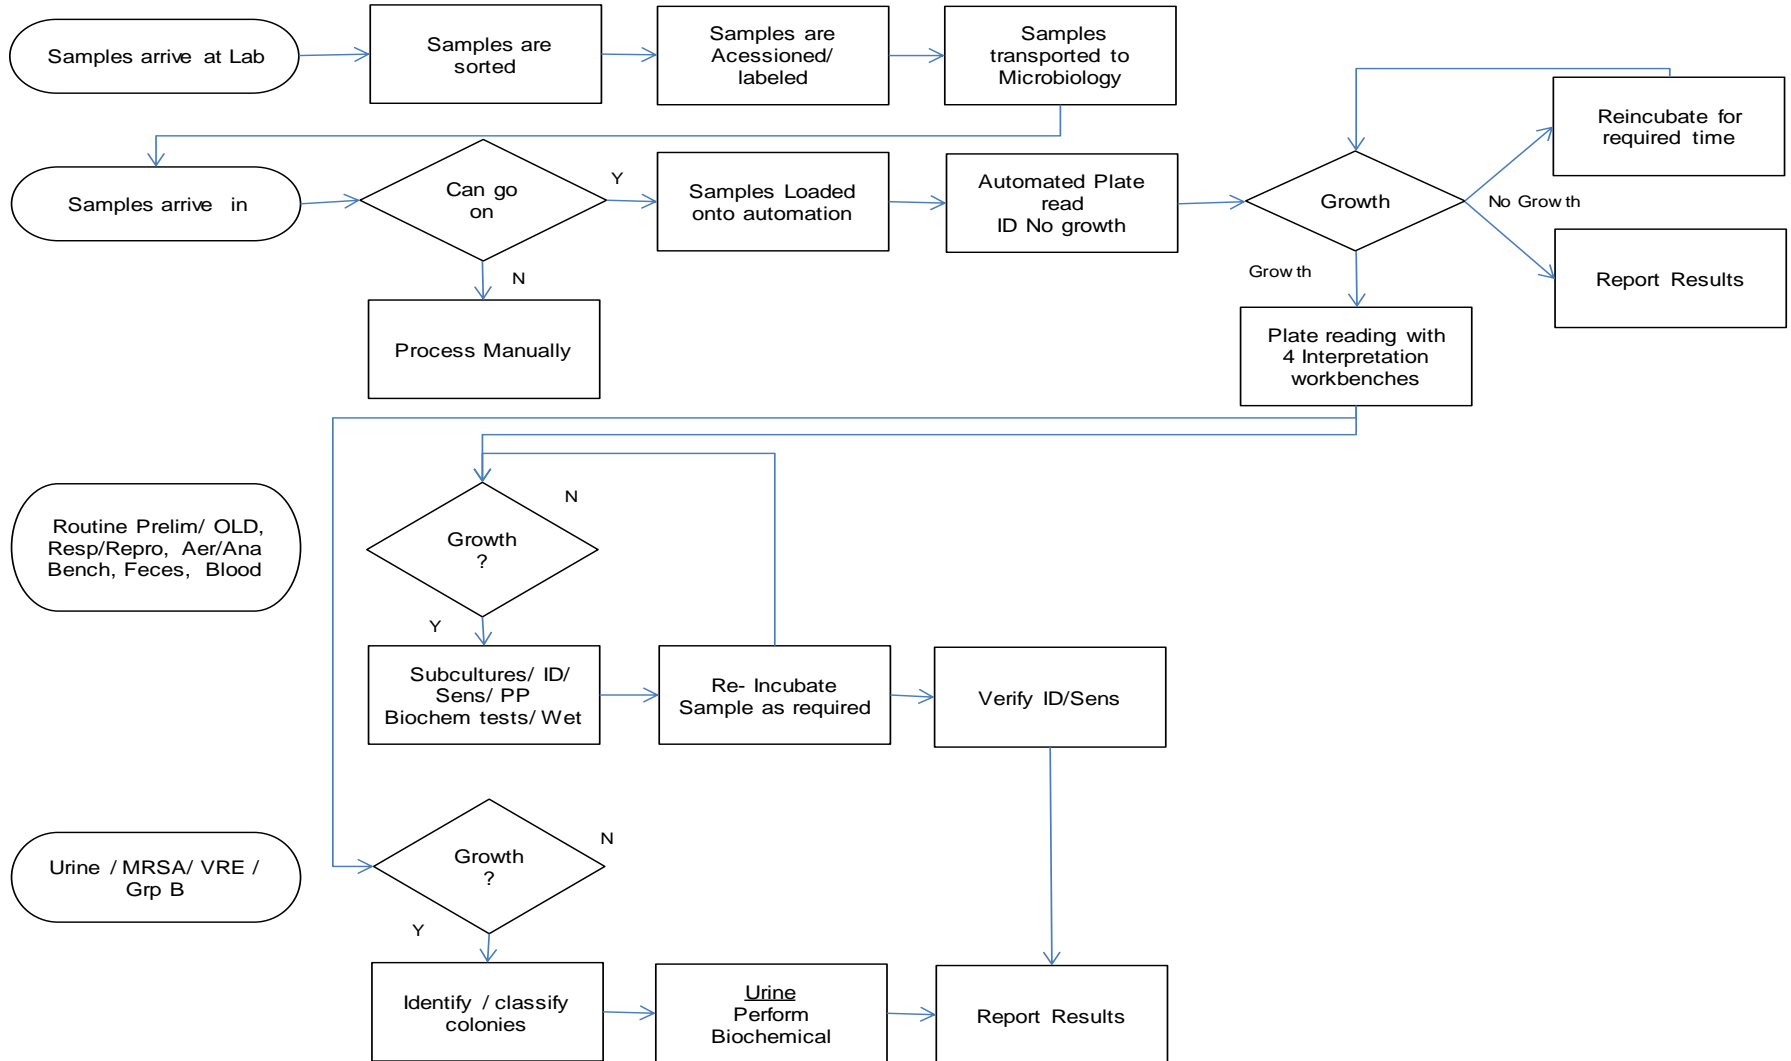 Samples arrive at Lab
Samples are
sorted
Samples are
Acessioned/
labeled
Samples
transported to
Microbiology
Reincubate for
required time
Samples arrive in
Can go
on
Y
N
Samples Loaded
onto automation
Automated Plate
read
ID No growth
Growth
No Growth
Growth
Report Results
Process Manually
Plate reading with
4 Interpretation
workbenches
Routine Prelim/ OLD,
Resp/Repro, Aer/Ana
Bench, Feces, Blood
Growth
?
N
Y
Subcultures/ ID/
Sens/ PP
Biochem tests/ Wet
Re- Incubate
Sample as required
Verify ID/Sens
Urine / MRSA/ VRE /
Grp B
Growth
?
N
Y
Identify / classify
colonies
Urine
Perform
Biochemical
Report Results